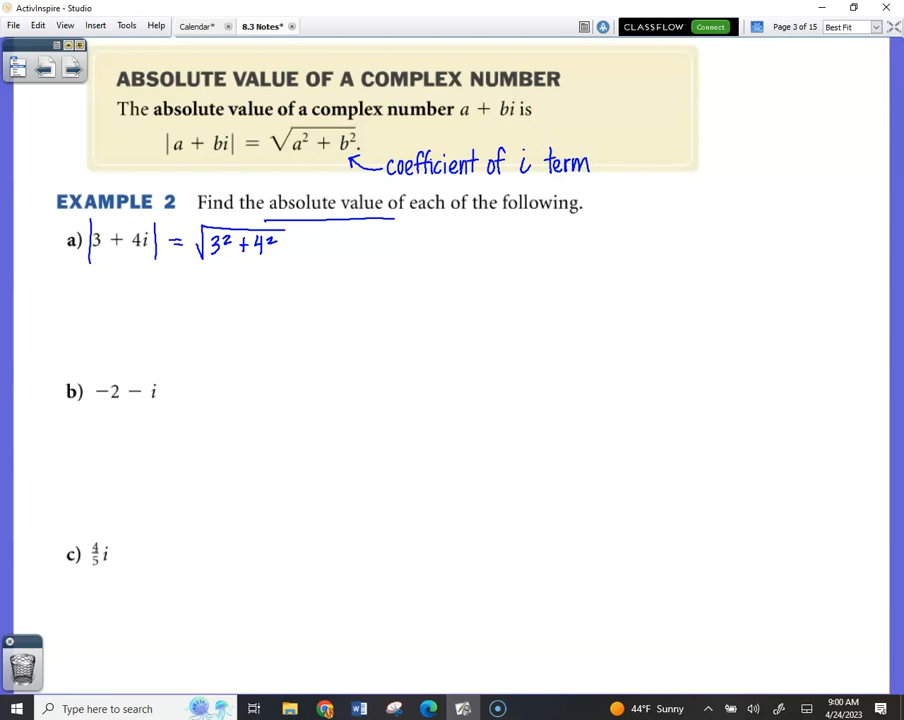 ActivInspire - Studio
File Edit View Insert Tools Help Calendar* 8.3 Notes* CLASSFLOW Connect Page 3 of 15 Best Fit
ABSOLUTE VALUE OF A COMPLEX NUMBER
The absolute value of a complex number a + bi is
|a + bi| = √(a² + b²).
coefficient of i term
EXAMPLE 2 Find the absolute value of each of the following.
a) |3 + 4i| = √(3² + 4²)
b) −2 − i
c) 4/5 i
Type here to search 44°F Sunny 9:00 AM
4/24/2023